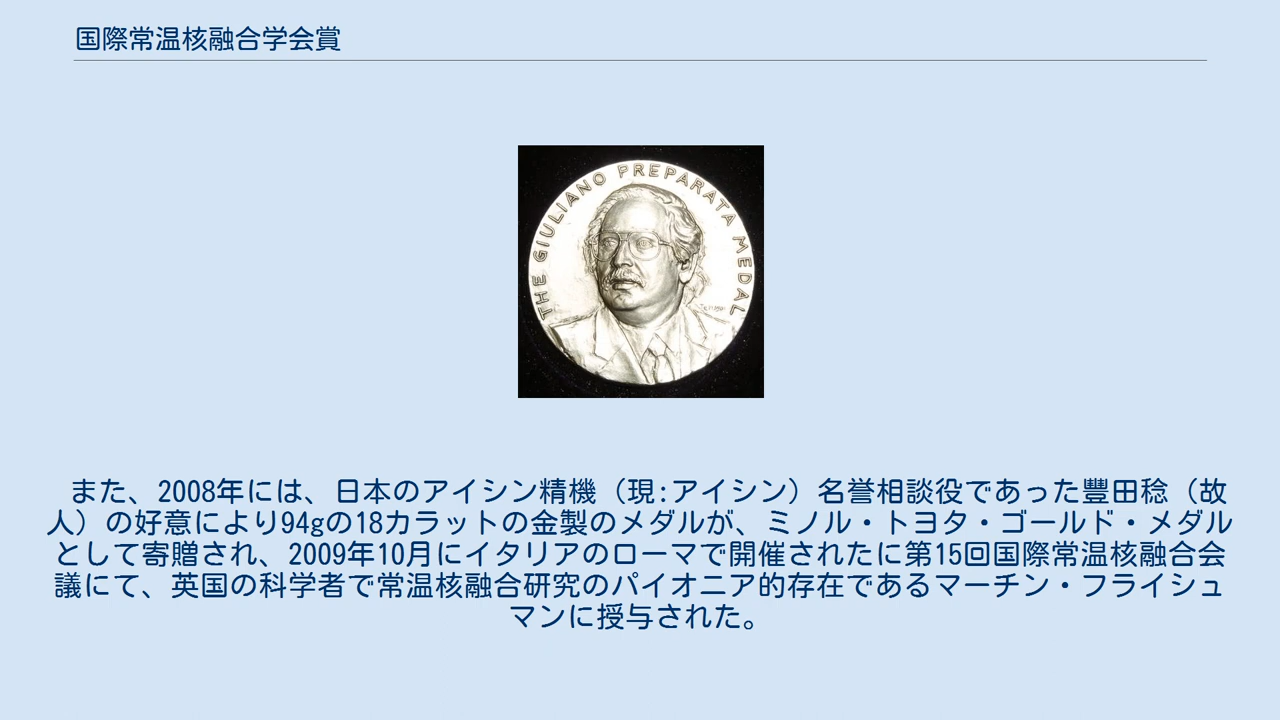 国際常温核融合学会賞
THE GIULIANO PREPARATA MEDAL
また、2008年には、日本のアイシン精機（現:アイシン）名誉相談役であった豐田稔（故
人）の好意により94gの18カラットの金製のメダルが、ミノル・トヨタ・ゴールド・メダル
として寄贈され、2009年10月にイタリアのローマで開催されたに第15回国際常温核融合会
議にて、英国の科学者で常温核融合研究のパイオニア的存在であるマーチン・フライシュ
マンに授与された。